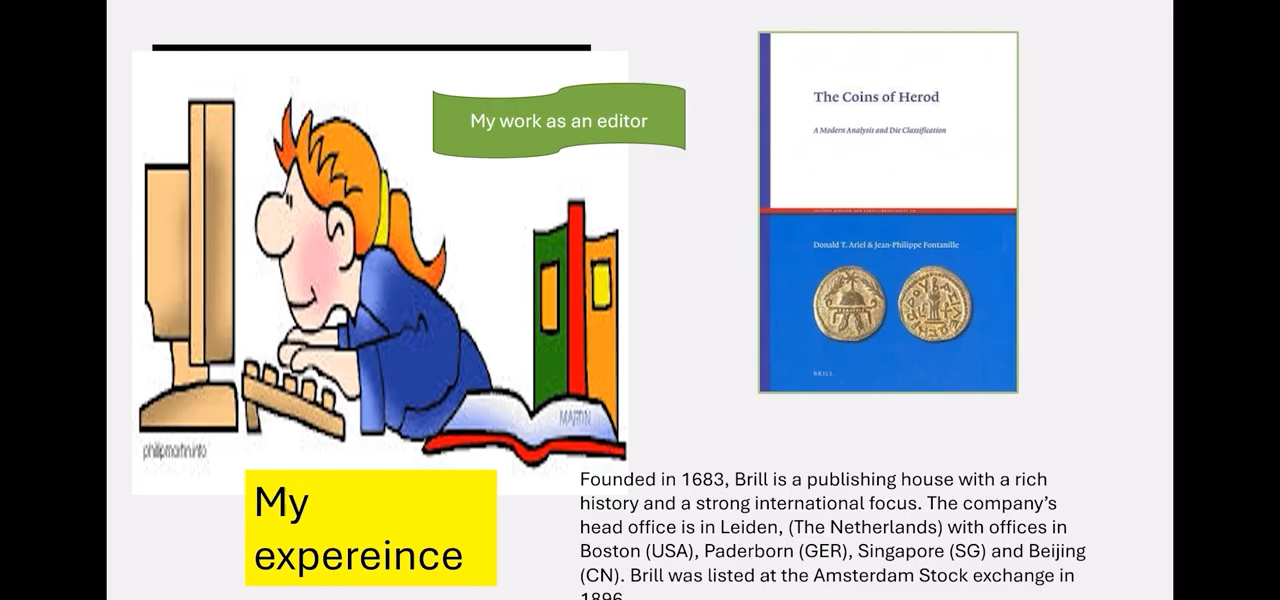 My work as an editor
The Coins of Herod
A Modern Analysis and Die Classification
Donald T. Ariel & Jean-Philippe Fontanille
BRILL
MARTIN
philipmartin.info
My
expereince
Founded in 1683, Brill is a publishing house with a rich
history and a strong international focus. The company’s
head office is in Leiden, (The Netherlands) with offices in
Boston (USA), Paderborn (GER), Singapore (SG) and Beijing
(CN). Brill was listed at the Amsterdam Stock exchange in
1896